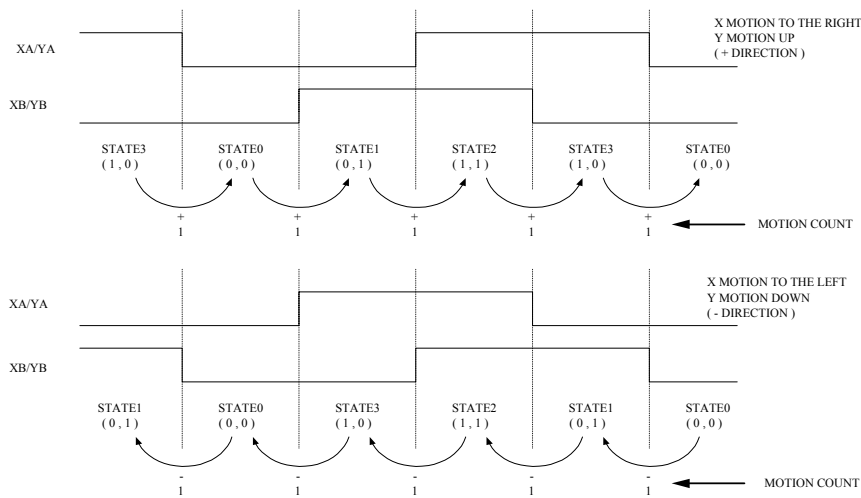 X MOTION TO THE RIGHT
Y MOTION UP
( + DIRECTION )
XA/YA
XB/YB
STATE3 STATE0 STATE1 STATE2 STATE3 STATE0
( 1 , 0 ) ( 0 , 0 ) ( 0 , 1 ) ( 1 , 1 ) ( 1 , 0 ) ( 0 , 0 )
+ + + + +
1 1 1 1 1
MOTION COUNT
X MOTION TO THE LEFT
Y MOTION DOWN
( - DIRECTION )
XA/YA
XB/YB
STATE1 STATE0 STATE3 STATE2 STATE1 STATE0
( 0 , 1 ) ( 0 , 0 ) ( 1 , 0 ) ( 1 , 1 ) ( 0 , 1 ) ( 0 , 0 )
- - - - -
1 1 1 1 1
MOTION COUNT